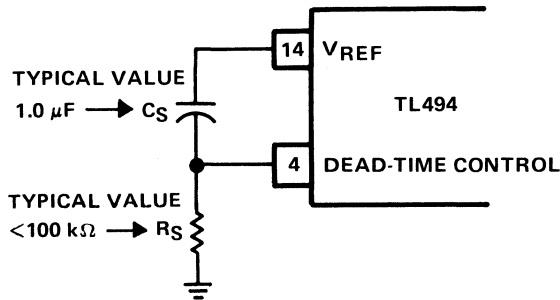 14 VREF
TYPICAL VALUE
1.0 μF CS
TL494
4 DEAD-TIME CONTROL
TYPICAL VALUE
<100 kΩ RS